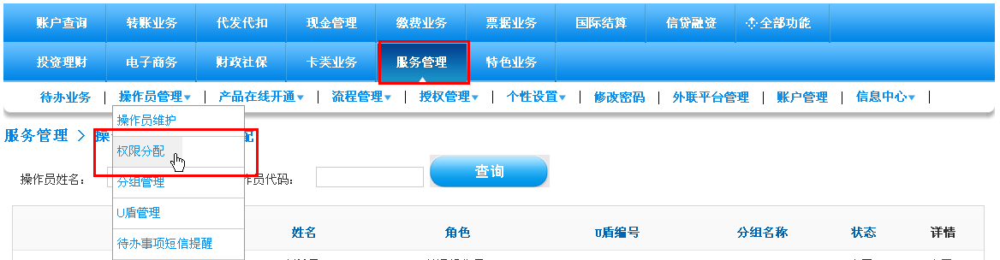 账户查询 转账业务 代发代扣 现金管理 缴费业务 票据业务 国际结算 信贷融资 全部功能
投资理财 电子商务 财政社保 卡类业务 服务管理 特色业务
待办业务 操作员管理 产品在线开通 流程管理 授权管理 个性设置 修改密码 外联平台管理 账户管理 信息中心
操作员维护
服务管理 > 操 配
权限分配
操作员姓名: 作员代码: 查询
分组管理
U盾管理
姓名 角色 U盾编号 分组名称 状态 详情
待办事项短信提醒